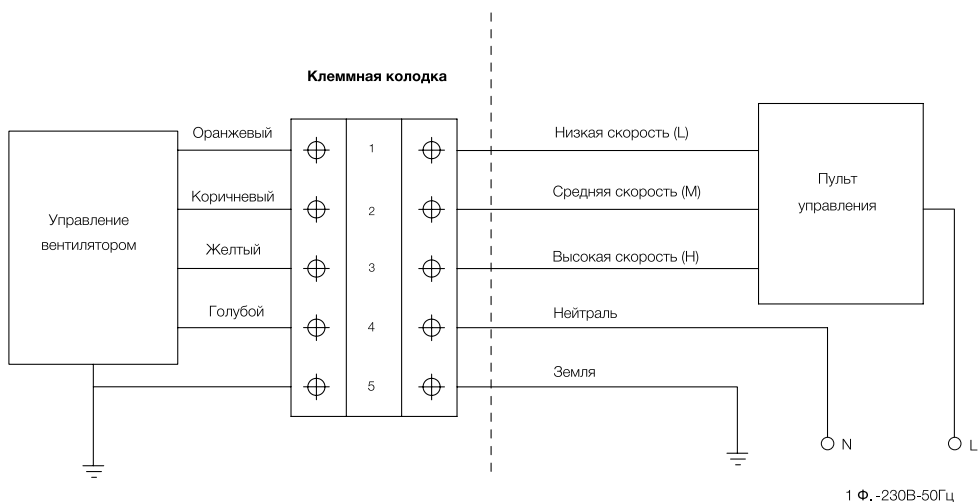 Клеммная колодка
Оранжевый
1
Низкая скорость (L)
Коричневый
2
Средняя скорость (M)
Пульт
управления
Управление
вентилятором
Желтый
3
Высокая скорость (H)
Голубой
4
Нейтраль
5
Земля
N
L
1 Ф.-230В-50Гц